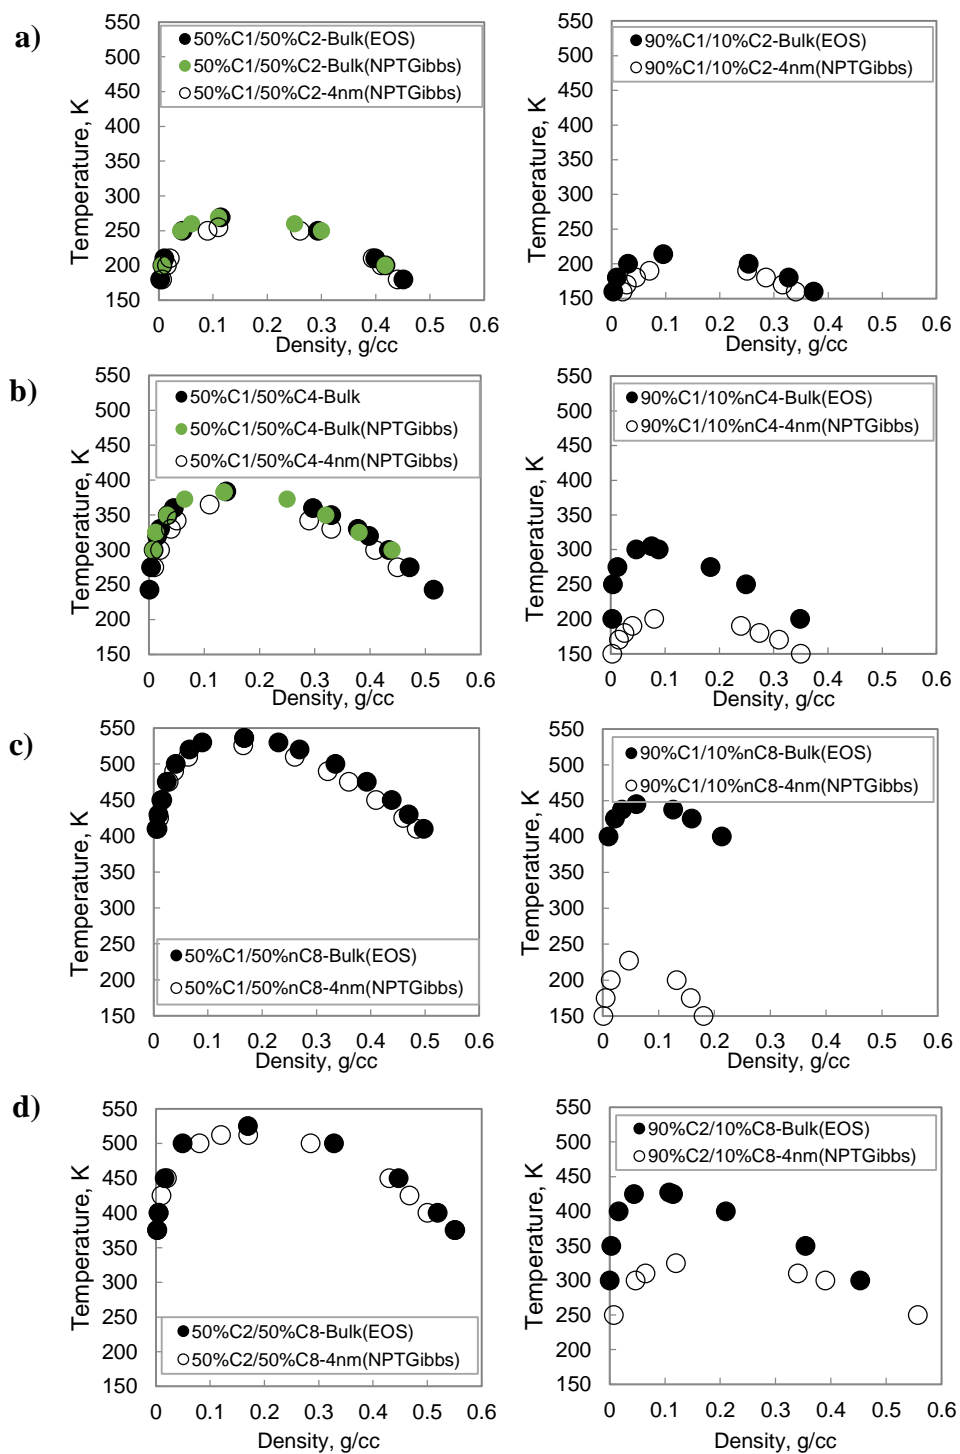 a)
550
500
450
400
350
300
250
200
150
Temperature, K
50%C1/50%C2-Bulk(EOS)
50%C1/50%C2-Bulk(NPTGibbs)
50%C1/50%C2-4nm(NPTGibbs)
0 0.1 0.2 0.3 0.4 0.5 0.6
Density, g/cc
550
500
450
400
350
300
250
200
150
Temperature, K
90%C1/10%C2-Bulk(EOS)
90%C1/10%C2-4nm(NPTGibbs)
0 0.1 0.2 0.3 0.4 0.5 0.6
Density, g/cc
b)
550
500
450
400
350
300
250
200
150
Temperature, K
50%C1/50%C4-Bulk
50%C1/50%C4-Bulk(NPTGibbs)
50%C1/50%C4-4nm(NPTGibbs)
0 0.1 0.2 0.3 0.4 0.5 0.6
Density, g/cc
550
500
450
400
350
300
250
200
150
Temperature, K
90%C1/10%nC4-Bulk(EOS)
90%C1/10%nC4-4nm(NPTGibbs)
0 0.1 0.2 0.3 0.4 0.5 0.6
Density, g/cc
c)
550
500
450
400
350
300
250
200
150
Temperature, K
50%C1/50%nC8-Bulk(EOS)
50%C1/50%nC8-4nm(NPTGibbs)
0 0.1 0.2 0.3 0.4 0.5 0.6
Density, g/cc
550
500
450
400
350
300
250
200
150
Temperature, K
90%C1/10%nC8-Bulk(EOS)
90%C1/10%nC8-4nm(NPTGibbs)
0 0.2 0.4 0.6
Density, g/cc
d)
550
500
450
400
350
300
250
200
150
Temperature, K
50%C2/50%C8-Bulk(EOS)
50%C2/50%C8-4nm(NPTGibbs)
0 0.1 0.2 0.3 0.4 0.5 0.6
Density, g/cc
550
500
450
400
350
300
250
200
150
Temperature, K
90%C2/10%C8-Bulk(EOS)
90%C2/10%C8-4nm(NPTGibbs)
0 0.1 0.2 0.3 0.4 0.5 0.6
Density, g/cc